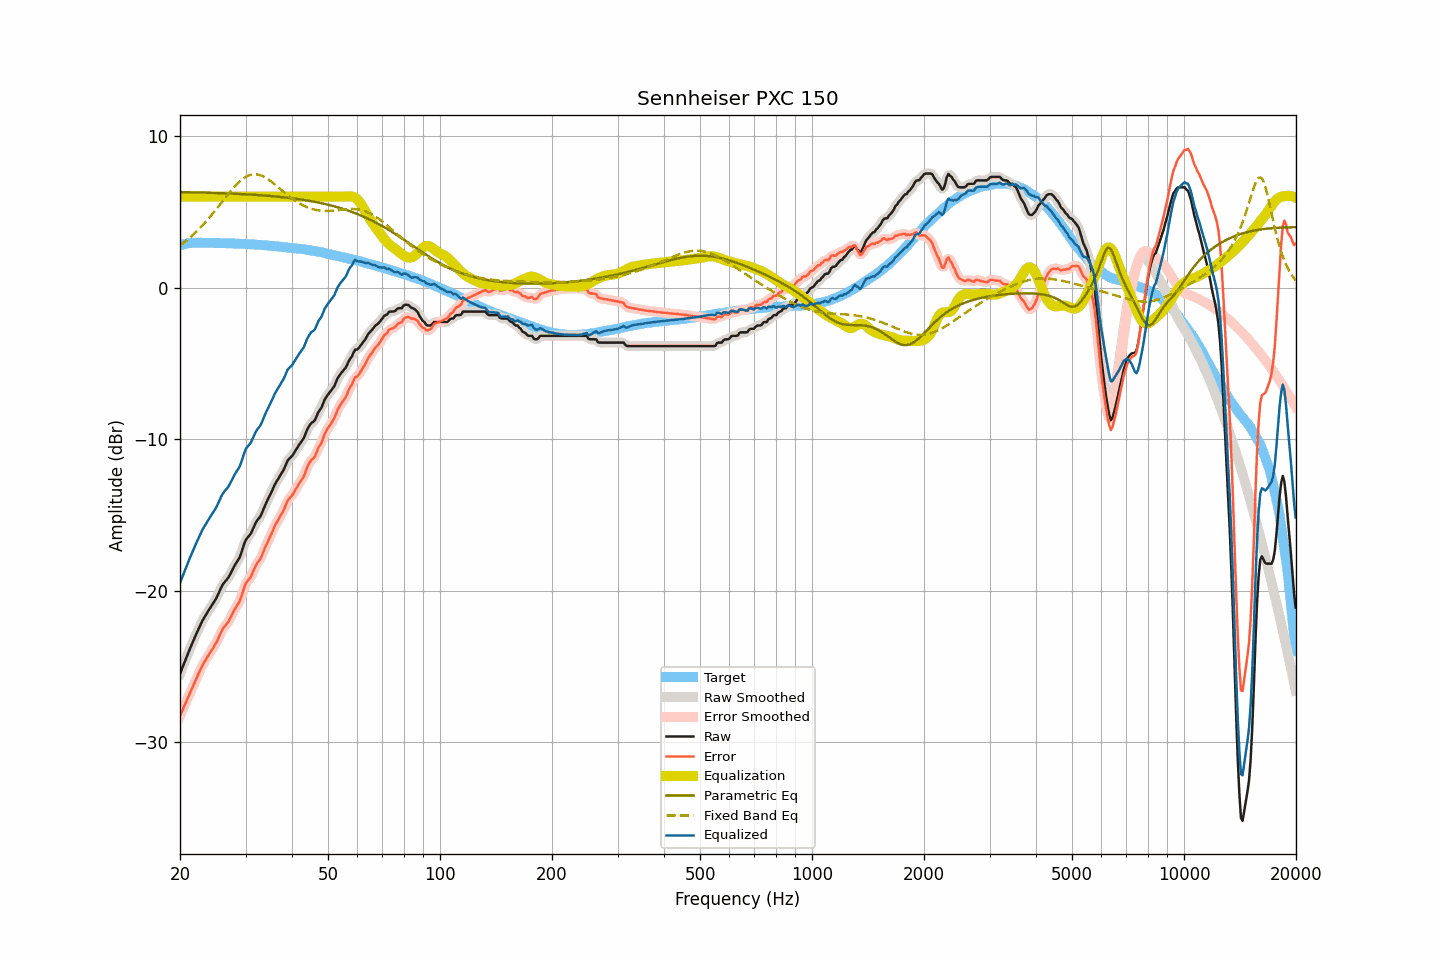 Sennheiser PXC 150
10
0
−10
−20
−30
Amplitude (dBr)
Target
Raw Smoothed
Error Smoothed
Raw
Error
Equalization
Parametric Eq
Fixed Band Eq
Equalized
20 50 100 200 500 1000 2000 5000 10000 20000
Frequency (Hz)